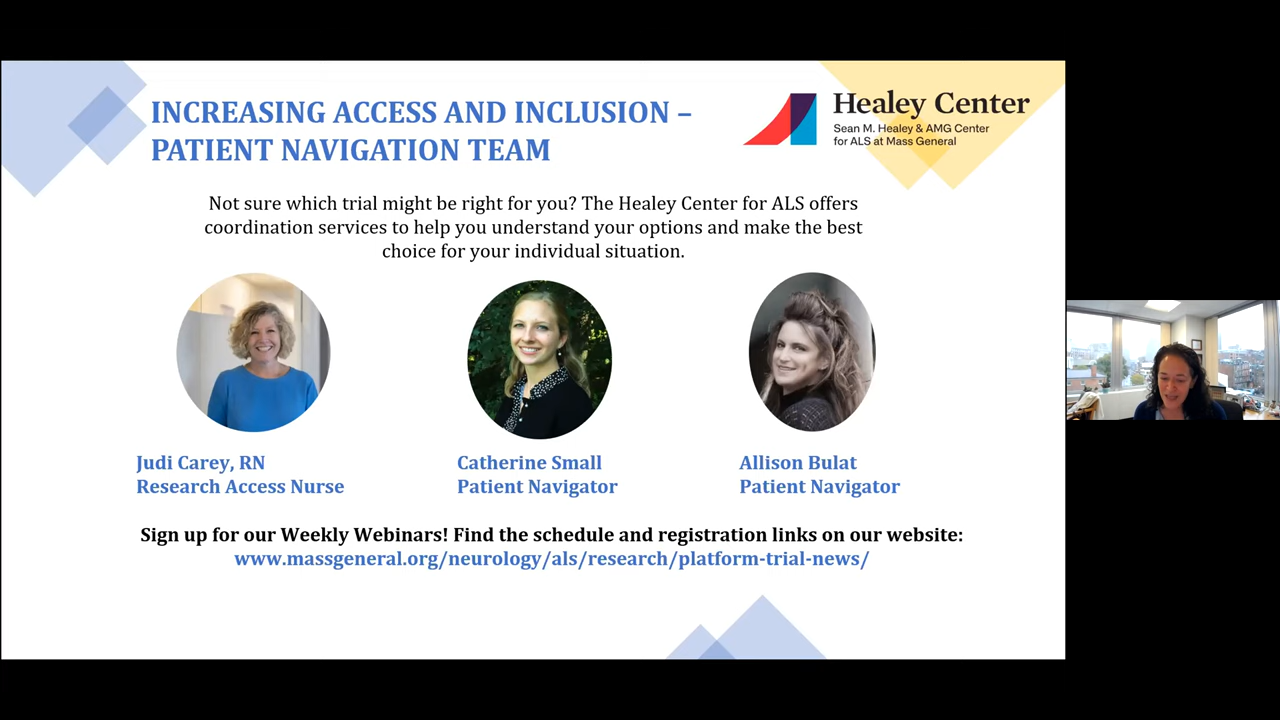 INCREASING ACCESS AND INCLUSION –
PATIENT NAVIGATION TEAM
Healey Center
Sean M. Healey & AMG Center
for ALS at Mass General
Not sure which trial might be right for you? The Healey Center for ALS offers
coordination services to help you understand your options and make the best
choice for your individual situation.
Judi Carey, RN
Research Access Nurse
Catherine Small
Patient Navigator
Allison Bulat
Patient Navigator
Sign up for our Weekly Webinars! Find the schedule and registration links on our website:
www.massgeneral.org/neurology/als/research/platform-trial-news/